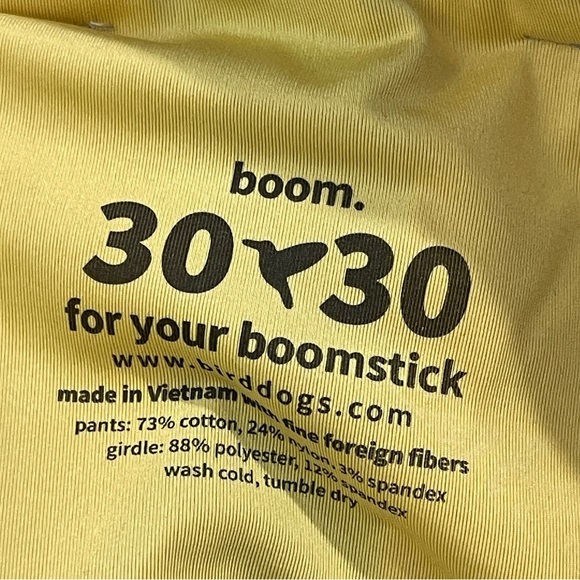 boom.
30 30
for your boomstick
www.birddogs.com
made in Vietnam with fine foreign fibers
pants: 73% cotton, 24% nylon, 3% spandex
girdle: 88% polyester, 12% spandex
wash cold, tumble dry